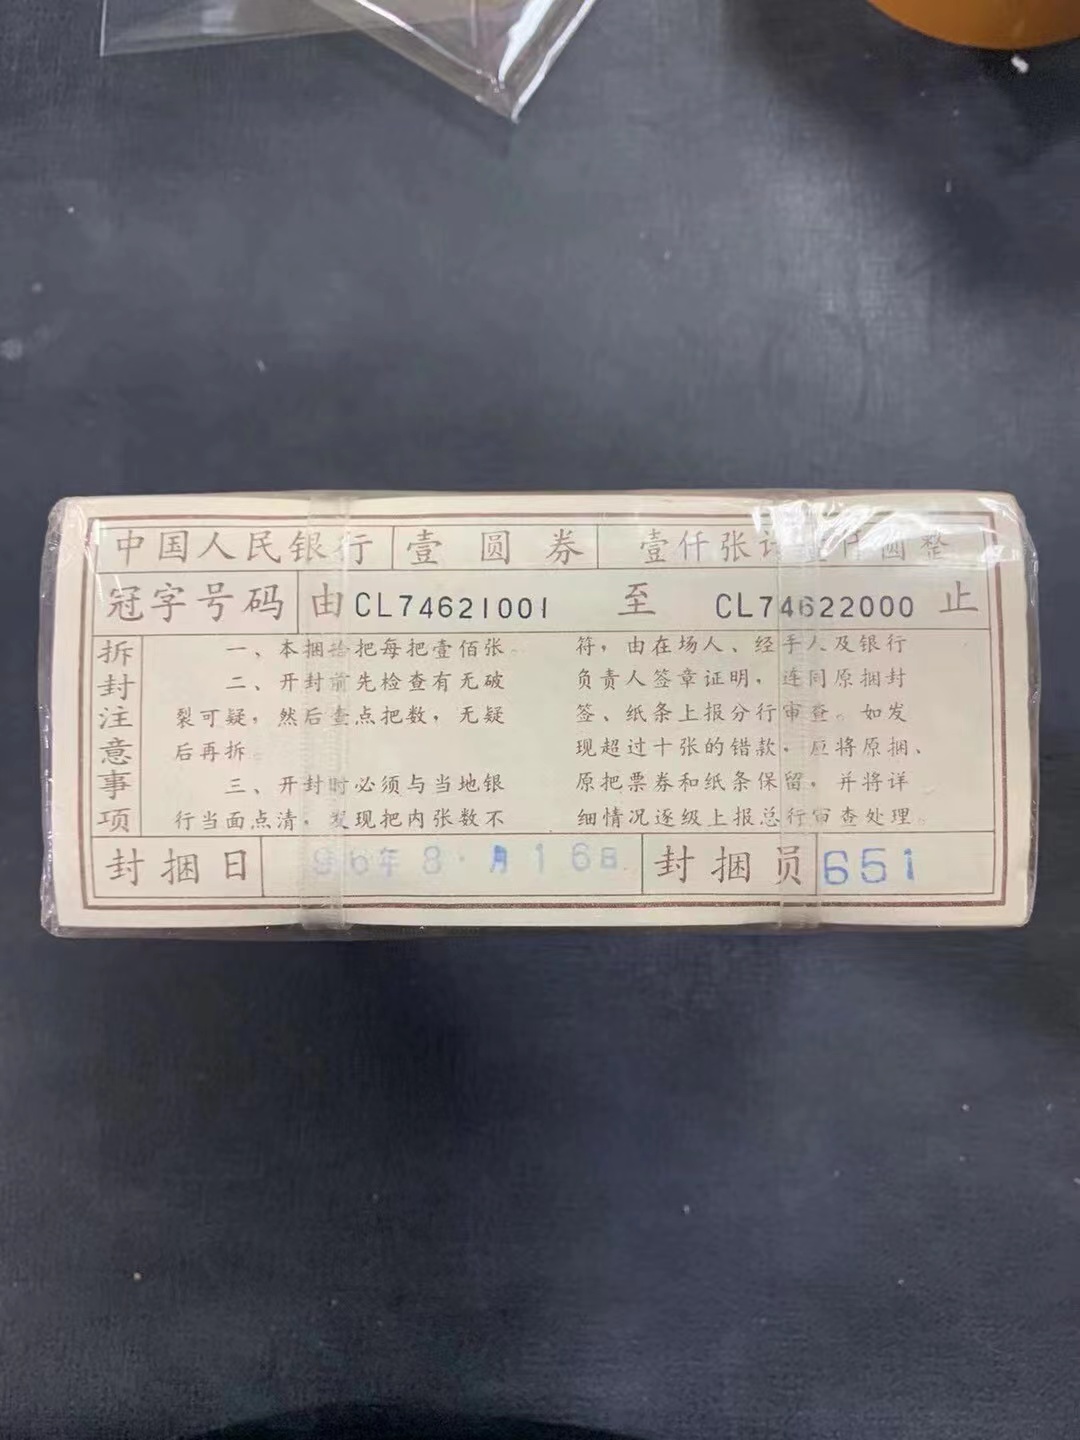 中国人民银行 壹圆券 壹仟张计壹仟圆整
冠字号码 由CL74621001 至 CL74622000 止
拆封注意事项
一、本捆拾把每把壹佰张。
二、开封前先检查有无破
裂可疑，然后查点把数，无疑
后再拆。
三、开封时必须与当地银
行当面点清，发现把内张数不
符，由在场人、经手人及银行
负责人签章证明，连同原捆封
签、纸条上报分行审查。如发
现超过十张的错款，应将原捆、
原把票券和纸条保留，并将详
细情况逐级上报总行审查处理。
封捆日 96年8月16日 封捆员 651